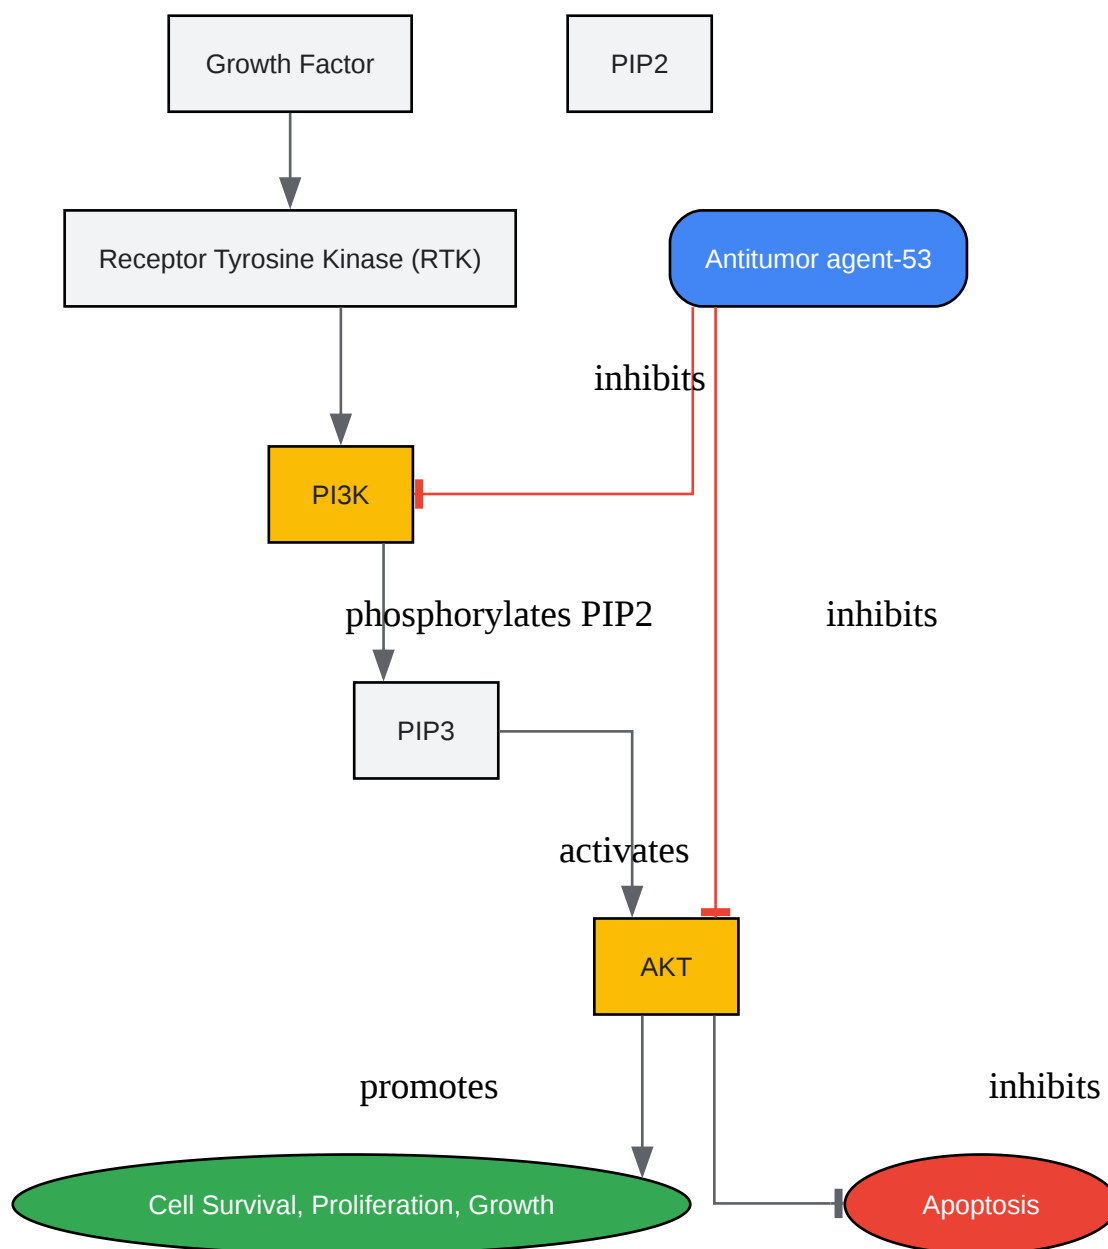 Growth Factor
PIP2
Receptor Tyrosine Kinase (RTK)
Antitumor agent-53
inhibits
PI3K
phosphorylates PIP2
inhibits
PIP3
activates
AKT
promotes
inhibits
Cell Survival, Proliferation, Growth
Apoptosis